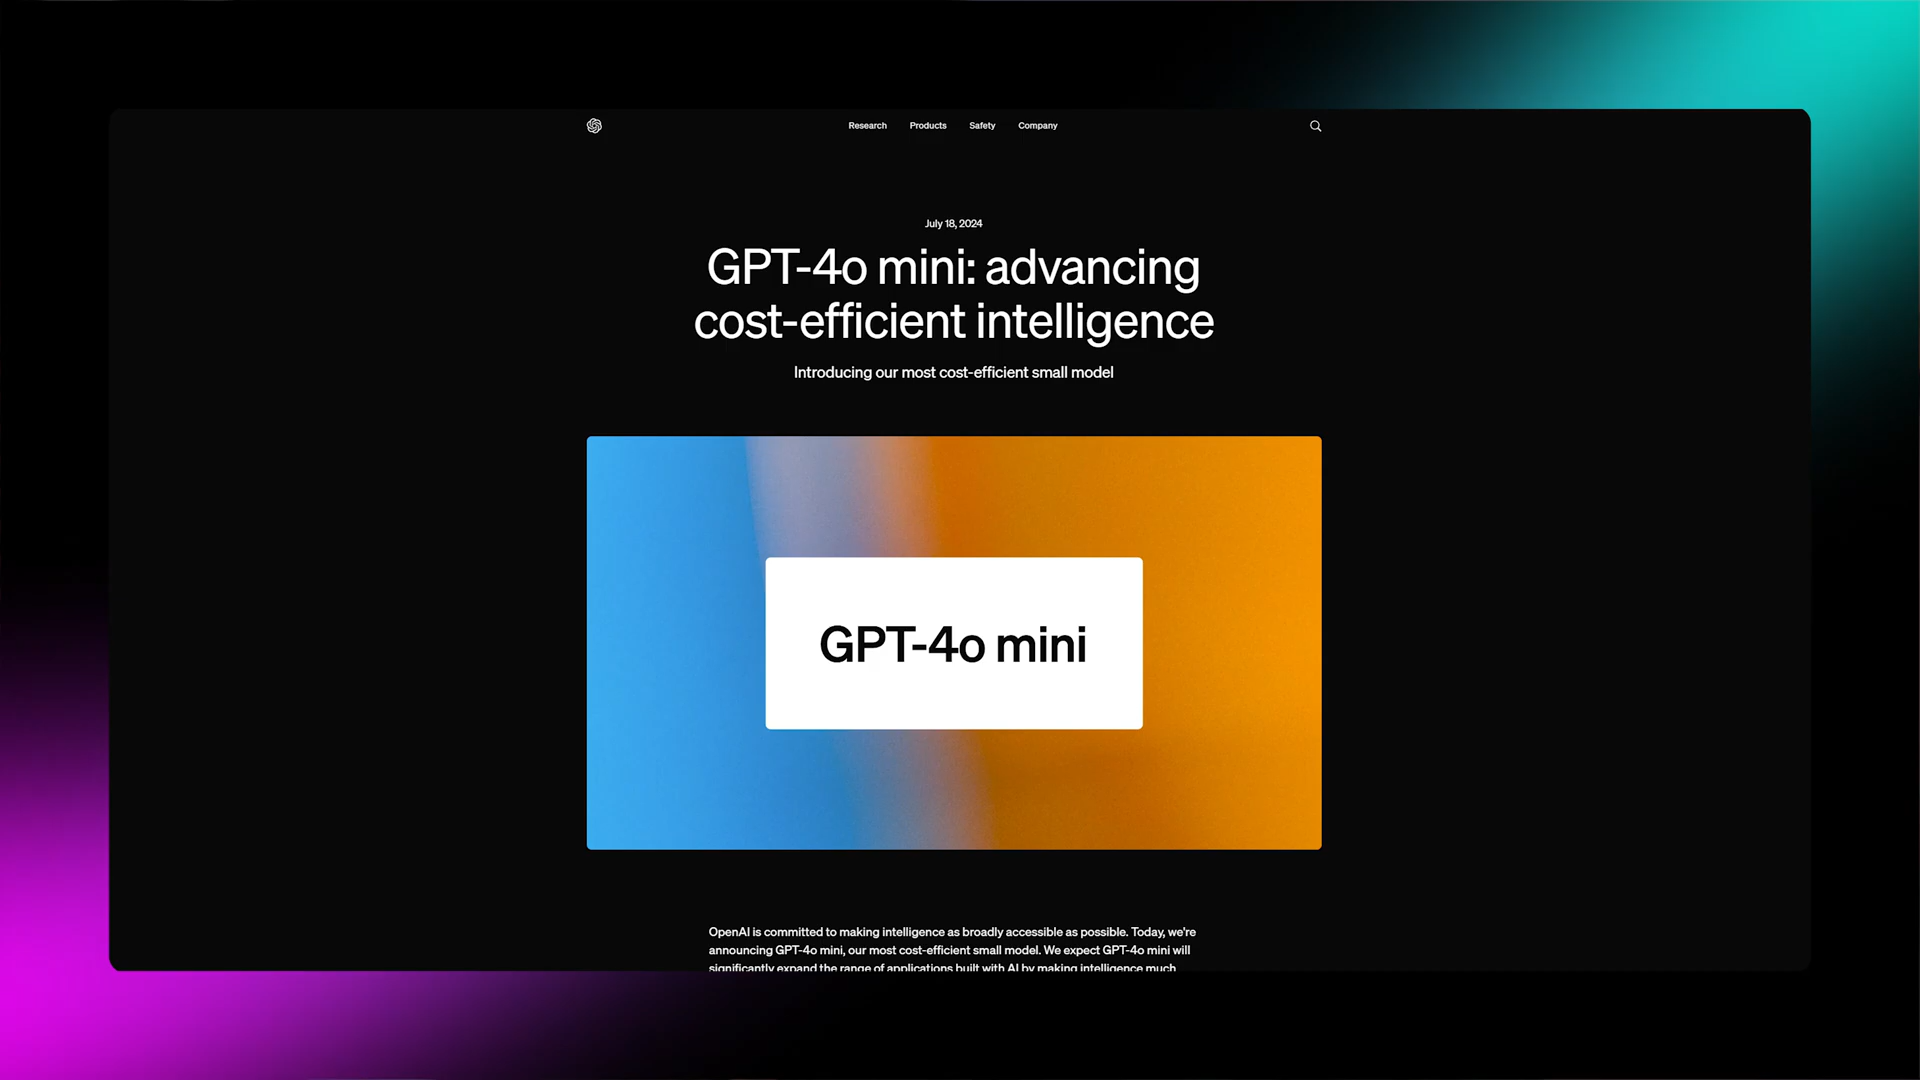 Research Products Safety Company
July 18, 2024
GPT-4o mini: advancing
cost-efficient intelligence
Introducing our most cost-efficient small model
GPT-4o mini
OpenAI is committed to making intelligence as broadly accessible as possible. Today, we're
announcing GPT-4o mini, our most cost-efficient small model. We expect GPT-4o mini will
significantly expand the range of applications built with AI by making intelligence much